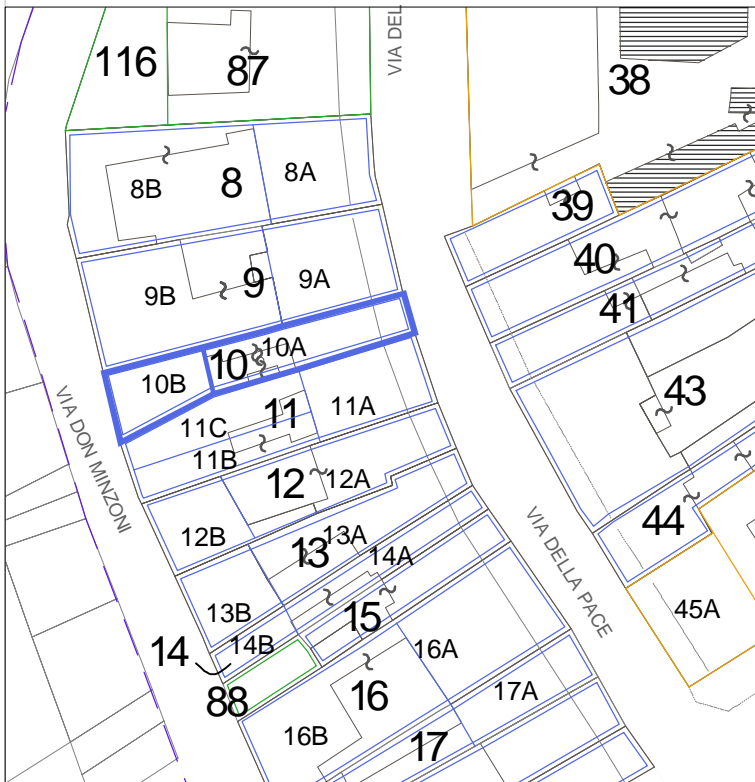 VIA DEL
116
87
38
8B
8
8A
39
9B
9
9A
40
41
10B
10
10A
43
VIA DON MINZONI
11C
11
11A
11B
12
12A
12B
13
13A
14A
44
VIA DELLA PACE
13B
15
45A
14
14B
16A
88
16
17A
16B
17